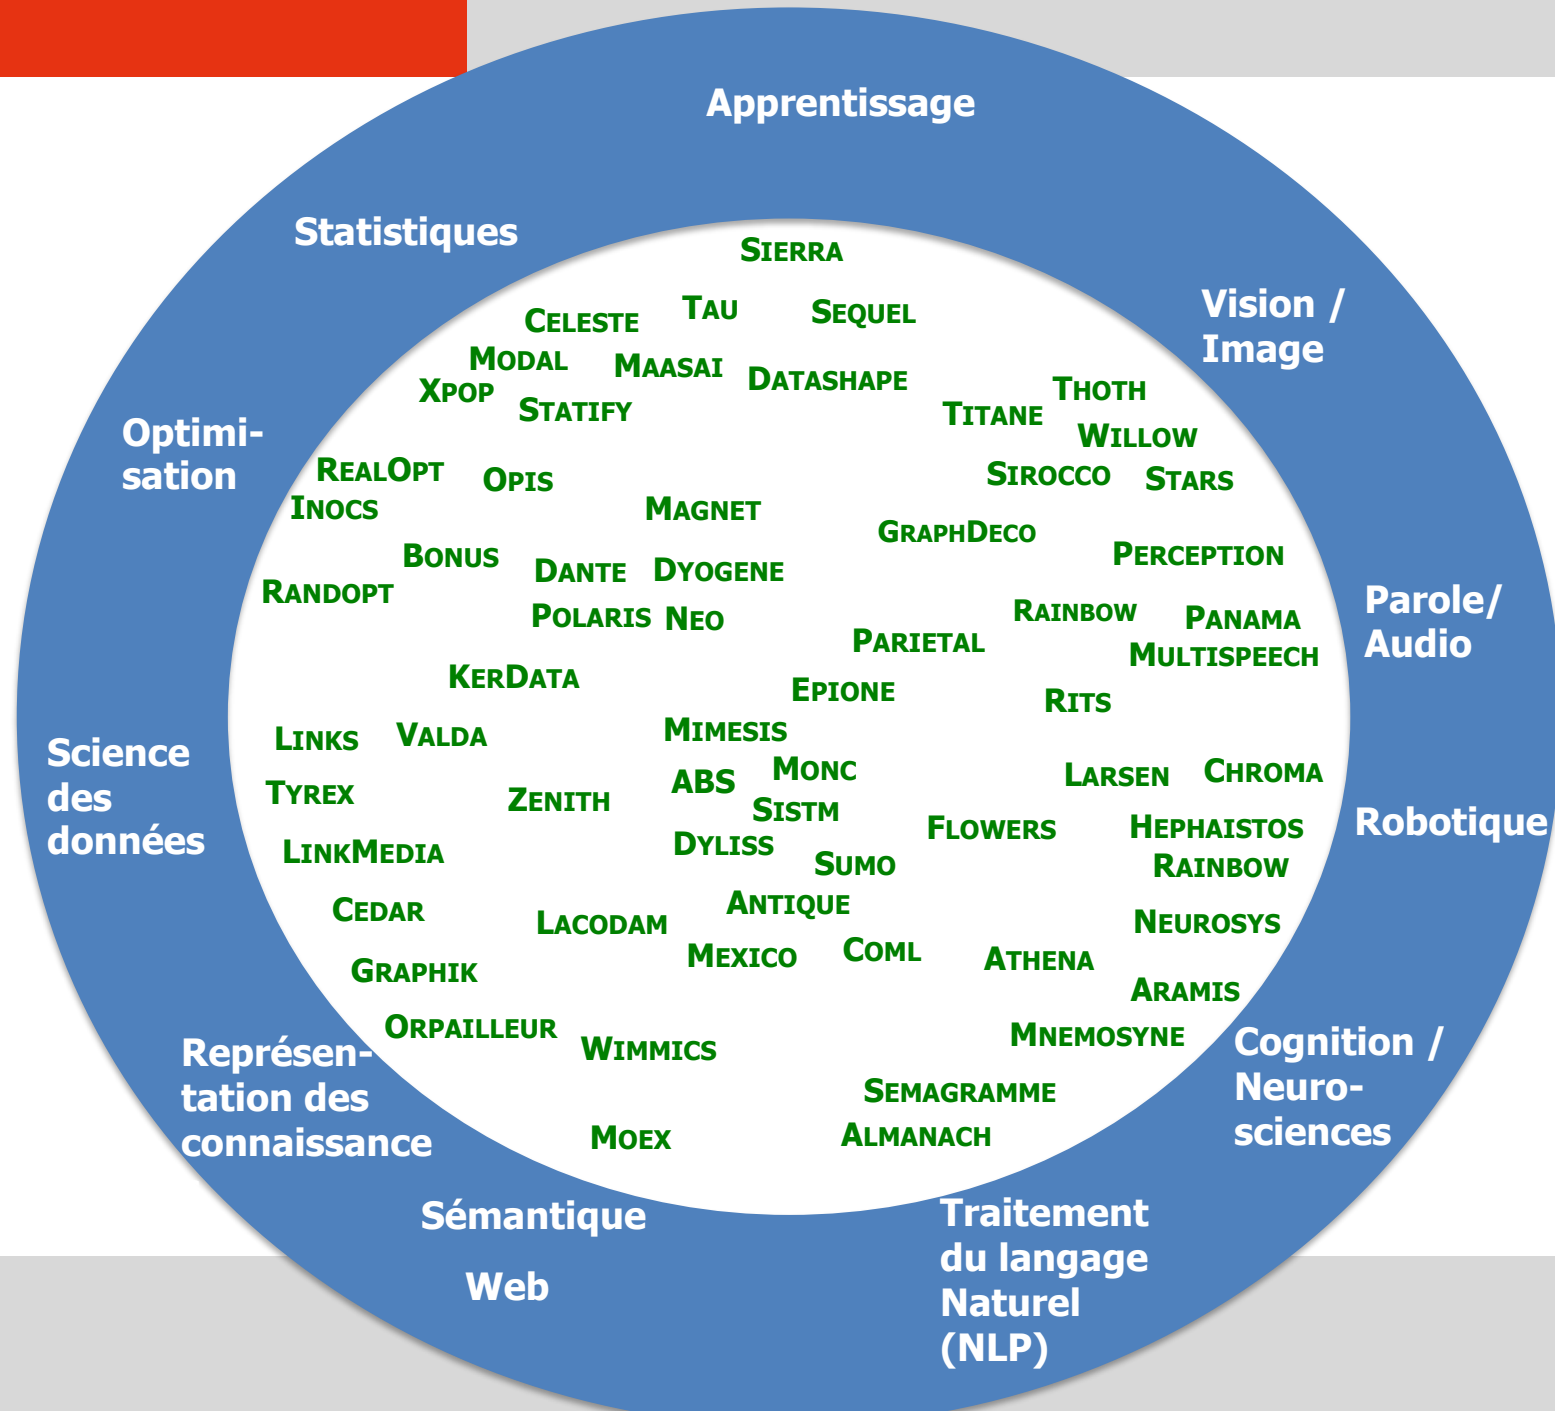 Apprentissage
Statistiques
Vision /
Image
Optimi-
sation
Parole/
Audio
Science
des
données
Robotique
Représen-
tation des
connaissance
Cognition /
Neuro-
sciences
Sémantique
Web
Traitement
du langage
Naturel
(NLP)
SIERRA
CELESTE TAU SEQUEL
MODAL MAASAI DATASHAPE
XPOP STATIFY
THOTH
TITANE
WILLOW
SIROCCO STARS
REALOPT OPIS
INOCS
MAGNET
GRAPHDECO
BONUS DANTE DYOGENE
PERCEPTION
RANDOPT
POLARIS NEO
RAINBOW PANAMA
PARIETAL
MULTISPEECH
KERDATA
EPIONE
RITS
LINKS VALDA MIMESIS
ABS MONC
LARSEN CHROMA
TYREX ZENITH
SISTM
FLOWERS HEPHAISTOS
LINKMEDIA
DYLISS SUMO
RAINBOW
CEDAR LACODAM
ANTIQUE
NEUROSYS
MEXICO COML ATHENA
GRAPHIK
ARAMIS
ORPAILLEUR WIMMICS
MNEMOSYNE
SEMAGRAMME
MOEX ALMANACH